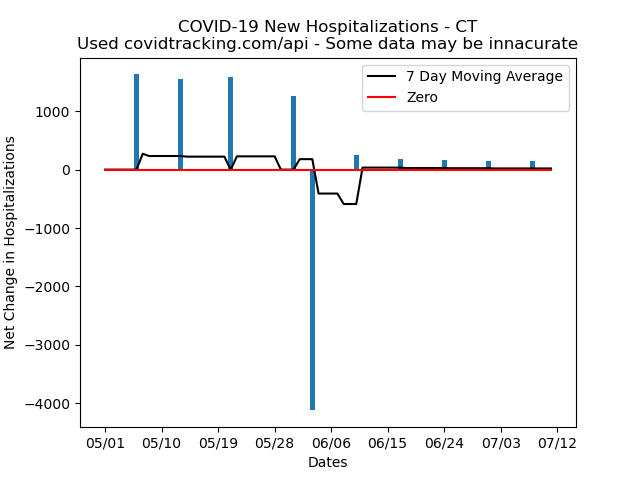 COVID-19 New Hospitalizations - CT
Used covidtracking.com/api - Some data may be innacurate
7 Day Moving Average
Zero
1000
0
−1000
−2000
−3000
−4000
Net Change in Hospitalizations
05/01 05/10 05/19 05/28 06/06 06/15 06/24 07/03 07/12
Dates